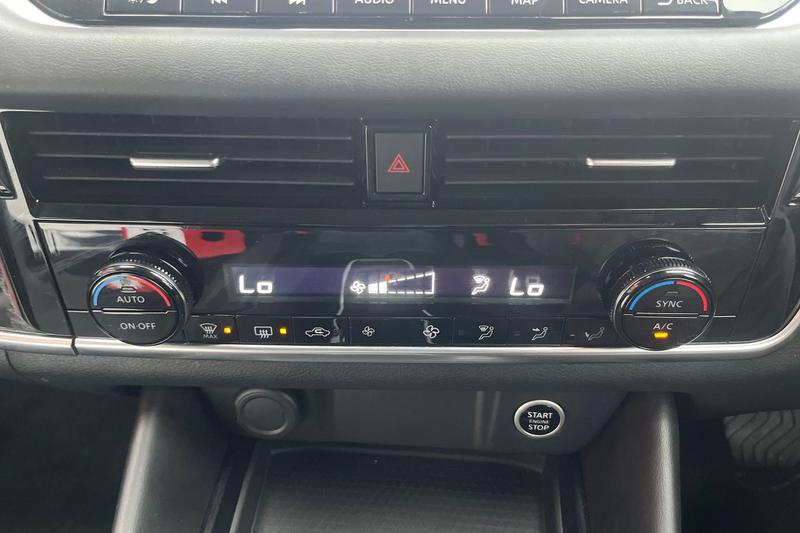 AUDIO MENU MAP CAMERA BACK
Lo Lo
AUTO
ON·OFF
SYNC
A/C
MAX
START
ENGINE
STOP